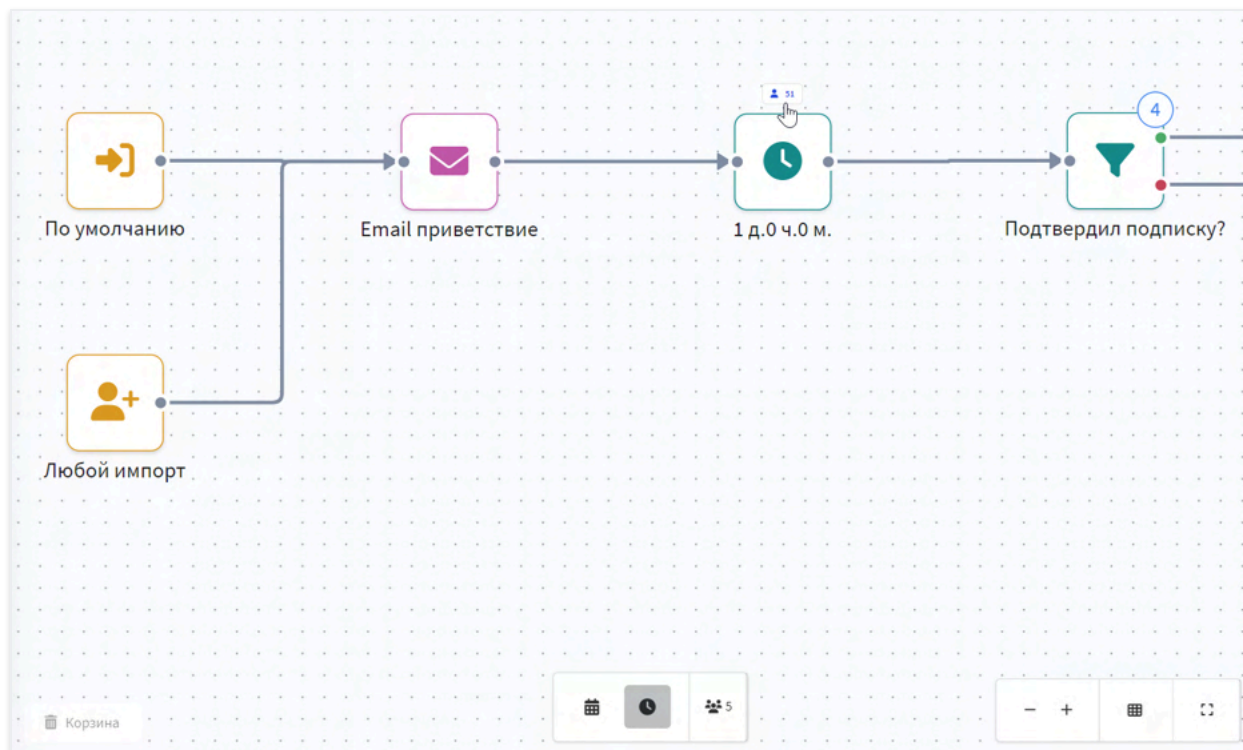 51
4
По умолчанию
Email приветствие
1 д.0 ч.0 м.
Подтвердил подписку?
Любой импорт
Корзина
5